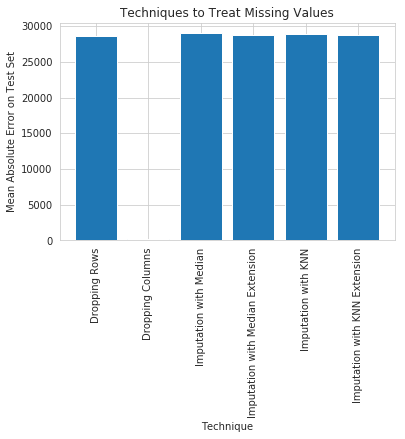 Techniques to Treat Missing Values
Mean Absolute Error on Test Set
30000
25000
20000
15000
10000
5000
0
Dropping Rows
Dropping Columns
Imputation with Median
Imputation with Median Extension
Imputation with KNN
Imputation with KNN Extension
Technique